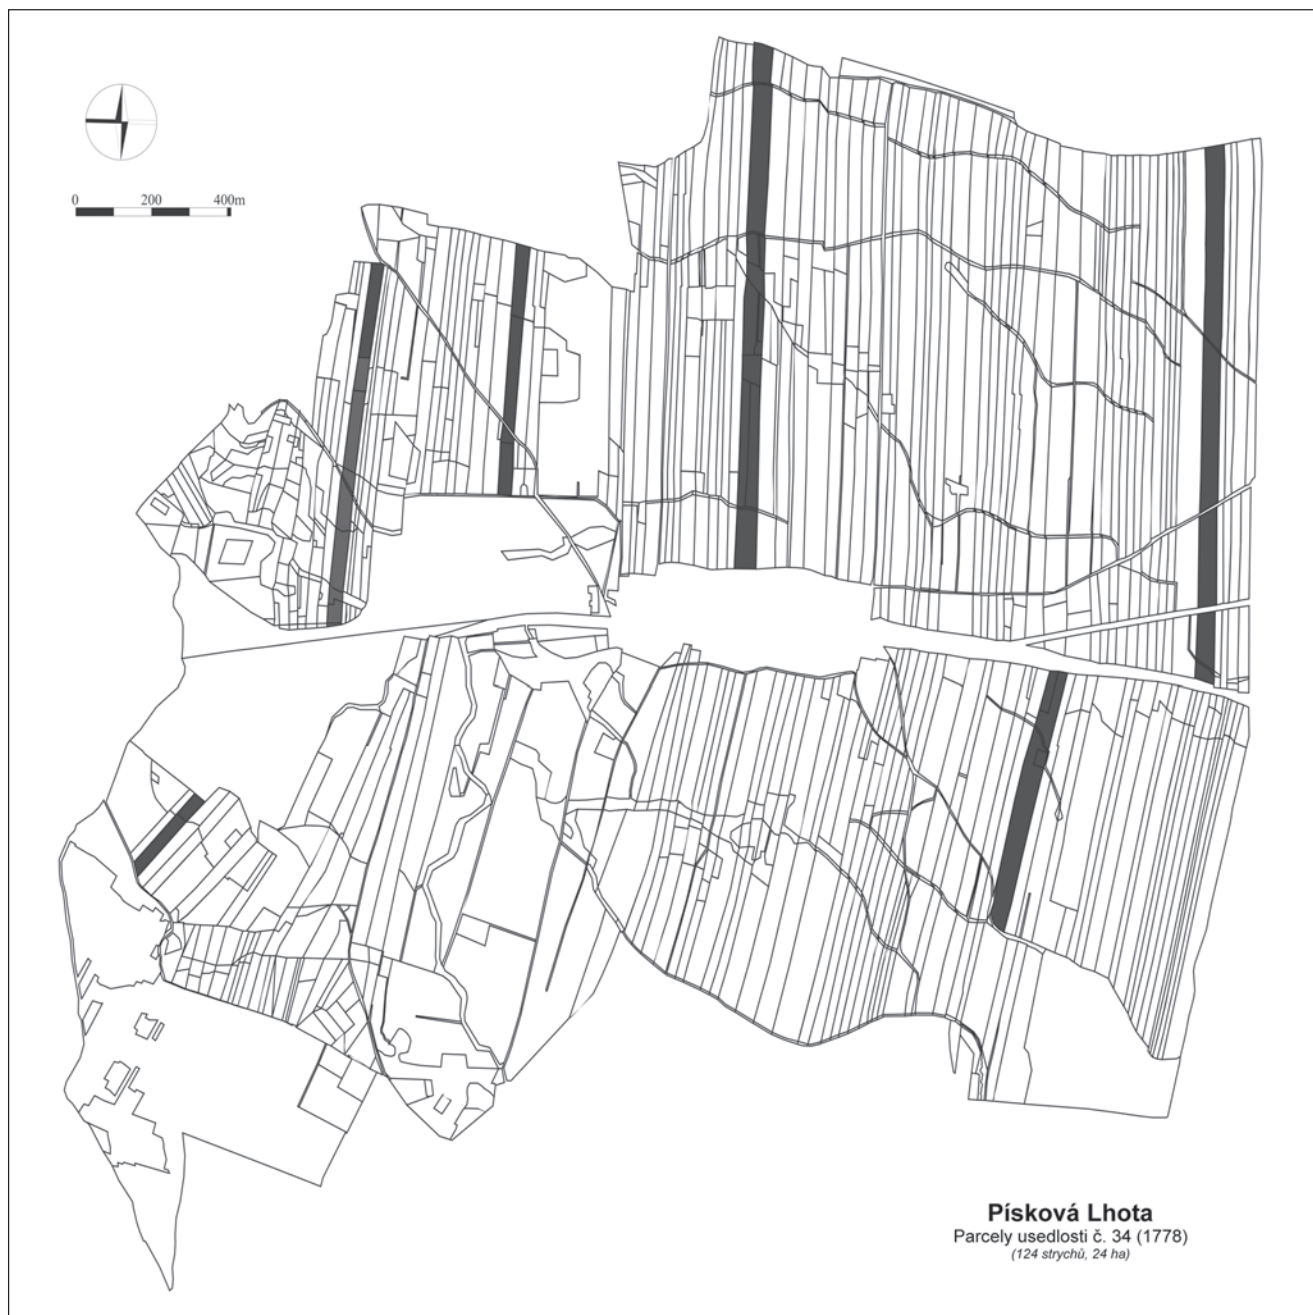 0 200 400m
Písková Lhota
Parcely usedlosti č. 34 (1778)
(124 strychů, 24 ha)